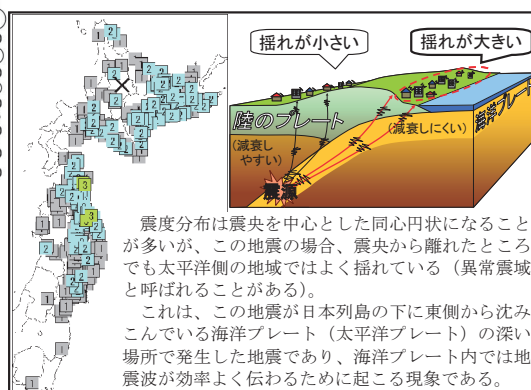 揺れが小さい
揺れが大きい
陸のプレート
海洋プレート
(減衰し
やすい)
(減衰しにくい)
震源
震度分布は震央を中心とした同心円状になること
が多いが、この地震の場合、震央から離れたところ
でも太平洋側の地域ではよく揺れている（異常震域
と呼ばれることがある）。
これは、この地震が日本列島の下に東側から沈み
こんでいる海洋プレート（太平洋プレート）の深い
場所で発生した地震であり、海洋プレート内では地
震波が効率よく伝わるために起こる現象である。